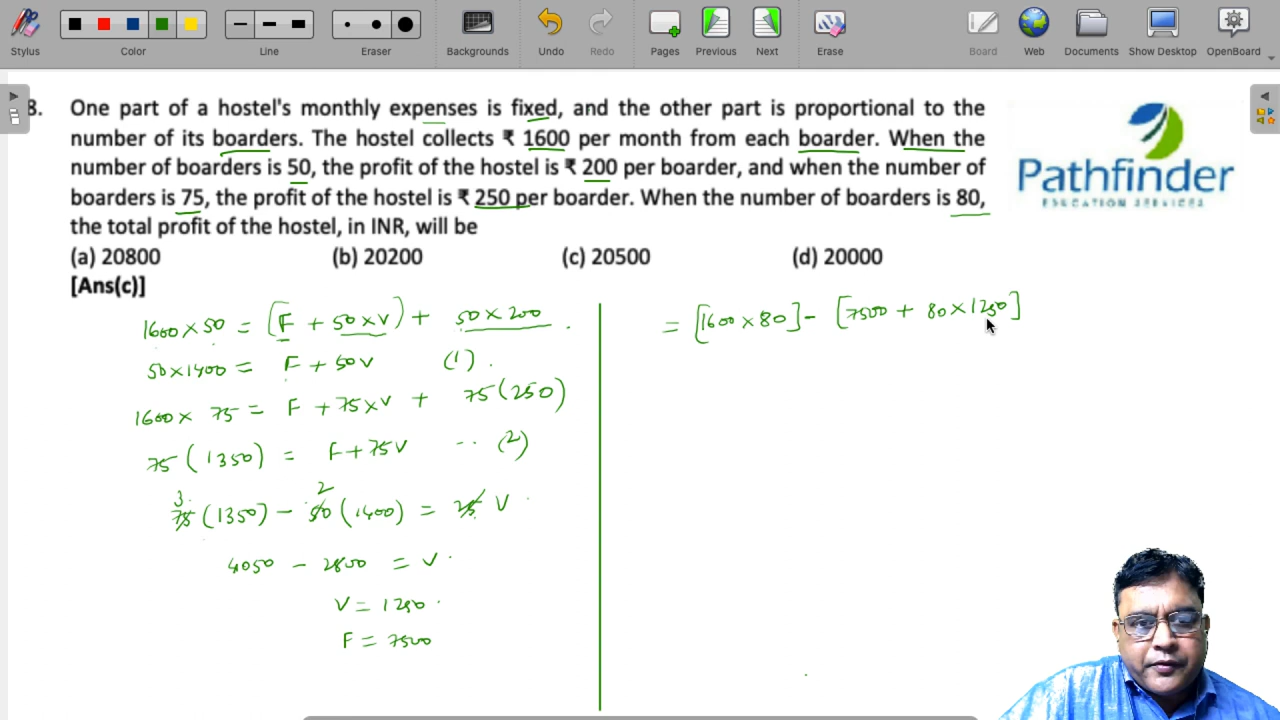 Stylus
Color
Line
Eraser
Backgrounds
Undo
Redo
Pages
Previous
Next
Erase
Board
Web
Documents
Show Desktop
OpenBoard
8. One part of a hostel's monthly expenses is fixed, and the other part is proportional to the
number of its boarders. The hostel collects ₹ 1600 per month from each boarder. When the
number of boarders is 50, the profit of the hostel is ₹ 200 per boarder, and when the number of
boarders is 75, the profit of the hostel is ₹ 250 per boarder. When the number of boarders is 80,
the total profit of the hostel, in INR, will be
(a) 20800 (b) 20200 (c) 20500 (d) 20000
[Ans(c)]
Pathfinder
EDUCATION SERVICES
1600 × 50 = (F + 50 × V) + 50 × 200
50 × 1400 = F + 50V (1)
1600 × 75 = F + 75 × V + 75 (250)
75 (1350) = F + 75V -- (2)
3 2
75 (1350) - 50 (1400) = 25 V
4050 - 2800 = V
V = 1250
F = 7500
= [1600 × 80] - [7500 + 80 × 1250]